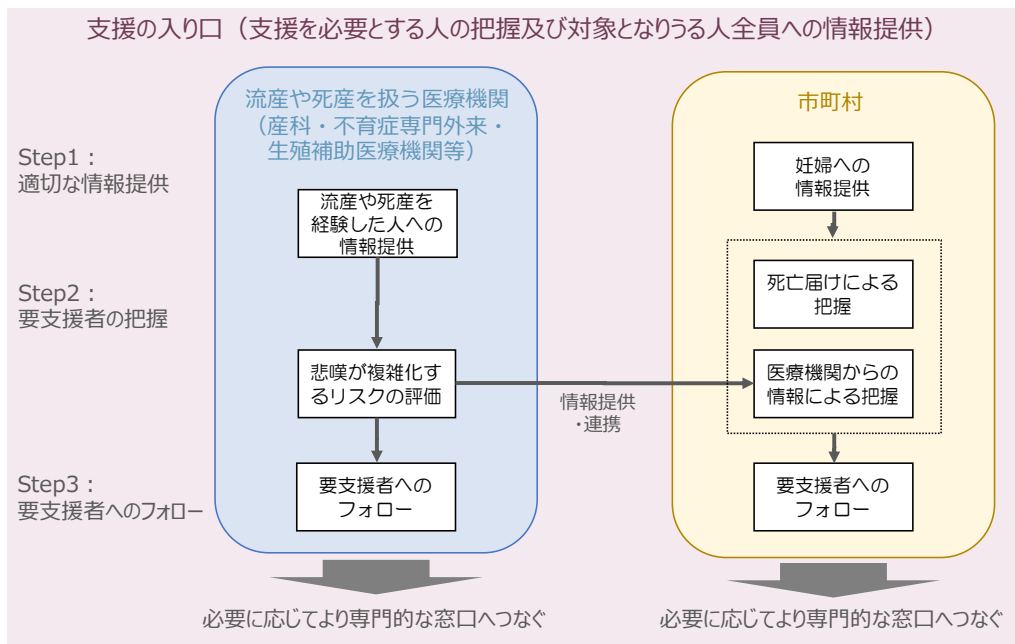 支援の入り口（支援を必要とする人の把握及び対象となりうる人全員への情報提供）
流産や死産を扱う医療機関
（産科・不育症専門外来・
生殖補助医療機関等）
市町村
Step1：
適切な情報提供
流産や死産を
経験した人への
情報提供
妊婦への
情報提供
Step2：
要支援者の把握
死亡届けによる
把握
悲嘆が複雑化す
るリスクの評価
情報提供
・連携
医療機関からの
情報による把握
Step3：
要支援者へのフォロー
要支援者への
フォロー
要支援者への
フォロー
必要に応じてより専門的な窓口へつなぐ
必要に応じてより専門的な窓口へつなぐ